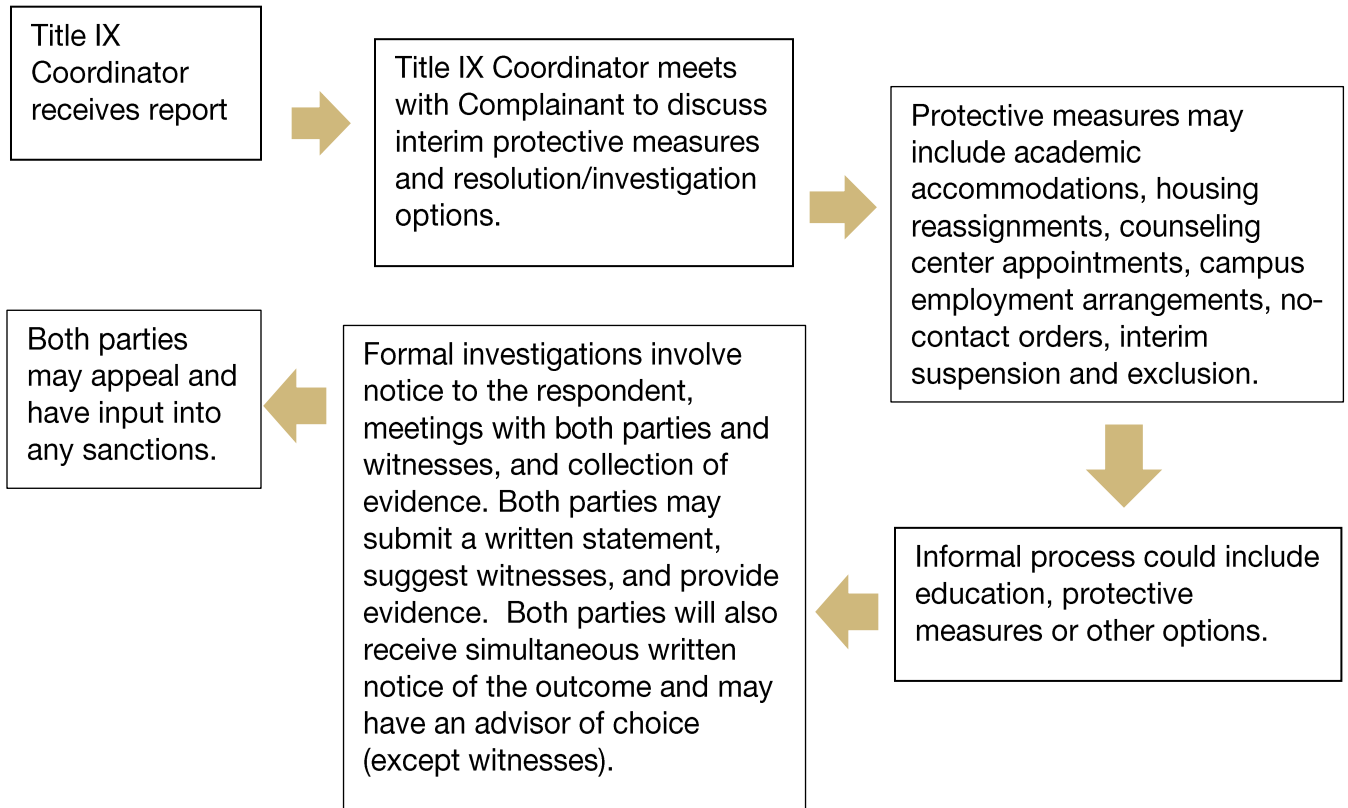 Title IX
Coordinator
receives report
Title IX Coordinator meets
with Complainant to discuss
interim protective measures
and resolution/investigation
options.
Protective measures may
include academic
accommodations, housing
reassignments, counseling
center appointments, campus
employment arrangements, no-
contact orders, interim
suspension and exclusion.
Informal process could include
education, protective
measures or other options.
Formal investigations involve
notice to the respondent,
meetings with both parties and
witnesses, and collection of
evidence. Both parties may
submit a written statement,
suggest witnesses, and provide
evidence.  Both parties will also
receive simultaneous written
notice of the outcome and may
have an advisor of choice
(except witnesses).
Both parties
may appeal and
have input into
any sanctions.